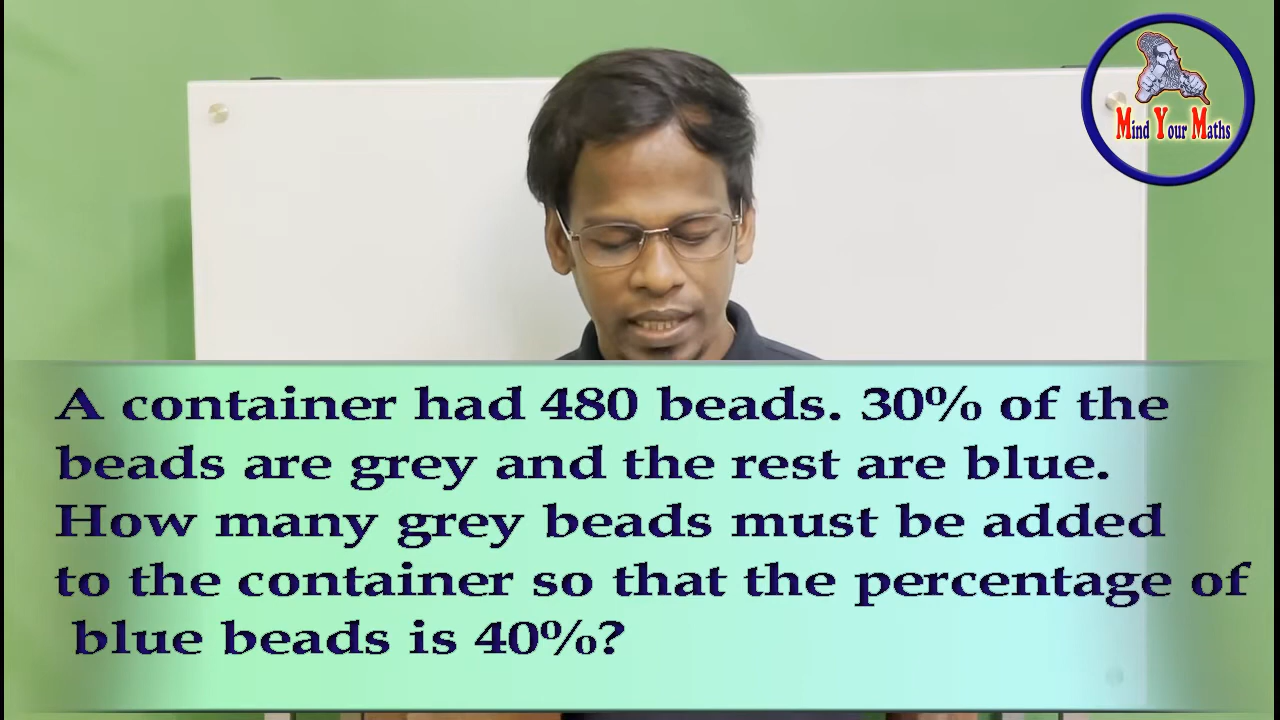 Mind Your Maths
A container had 480 beads. 30% of the
beads are grey and the rest are blue.
How many grey beads must be added
to the container so that the percentage of
blue beads is 40%?